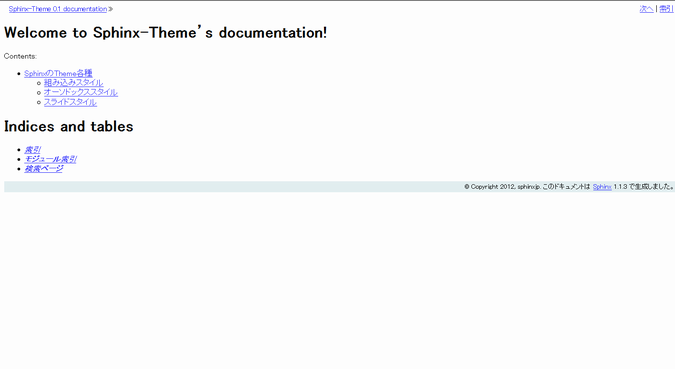 Sphinx-Theme 0.1 documentation »
次へ | 索引
Welcome to Sphinx-Theme’s documentation!
Contents:
SphinxのTheme各種
組み込みスタイル
オーソドックススタイル
スライドスタイル
Indices and tables
索引
モジュール索引
検索ページ
© Copyright 2012, sphinxjp. このドキュメントは Sphinx 1.1.3 で生成しました。